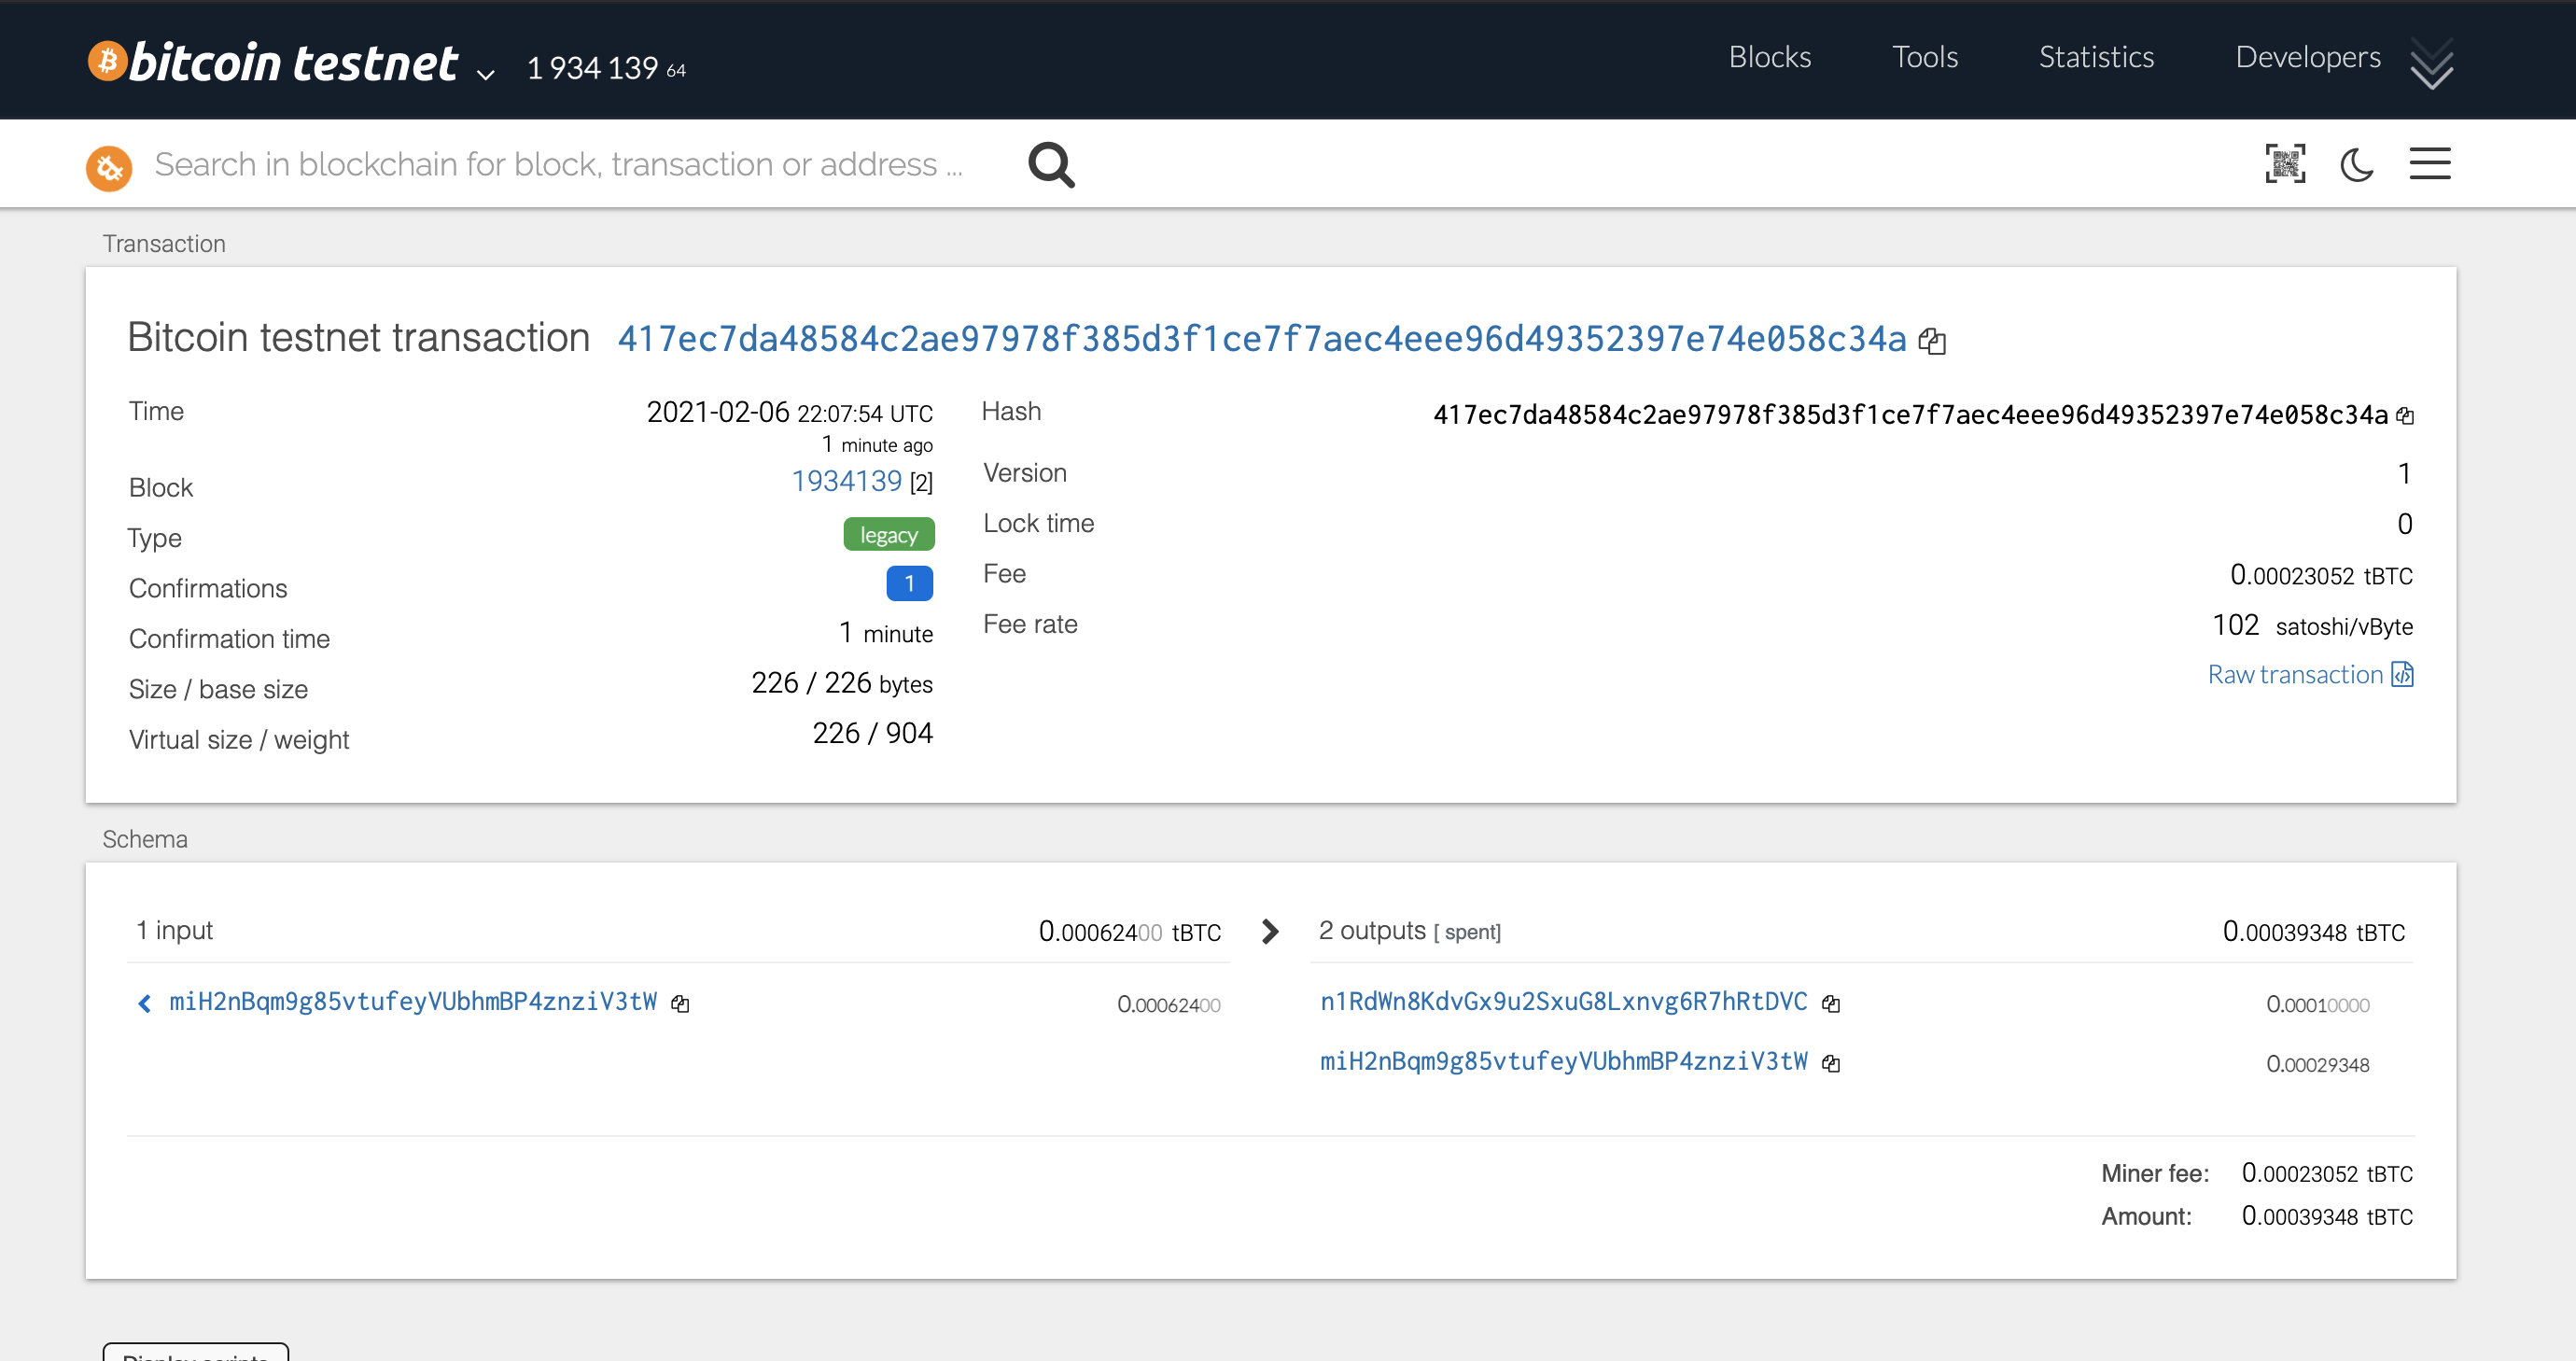 bitcoin testnet 1 934 139 64 Blocks Tools Statistics Developers
Search in blockchain for block, transaction or address ...
Transaction
Bitcoin testnet transaction 417ec7da48584c2ae97978f385d3f1ce7f7aec4eee96d49352397e74e058c34a
Time 2021-02-06 22:07:54 UTC
1 minute ago
Block 1934139 [2]
Type legacy
Confirmations 1
Confirmation time 1 minute
Size / base size 226 / 226 bytes
Virtual size / weight 226 / 904
Hash 417ec7da48584c2ae97978f385d3f1ce7f7aec4eee96d49352397e74e058c34a
Version 1
Lock time 0
Fee 0.00023052 tBTC
Fee rate 102 satoshi/vByte
Raw transaction
Schema
1 input 0.00062400 tBTC
miH2nBqm9g85vtufeyVUbhmBP4znziV3tW 0.00062400
2 outputs [ spent] 0.00039348 tBTC
n1RdWn8KdvGx9u2SxuG8Lxnvg6R7hRtDVC 0.00010000
miH2nBqm9g85vtufeyVUbhmBP4znziV3tW 0.00029348
Miner fee: 0.00023052 tBTC
Amount: 0.00039348 tBTC
Display scripts